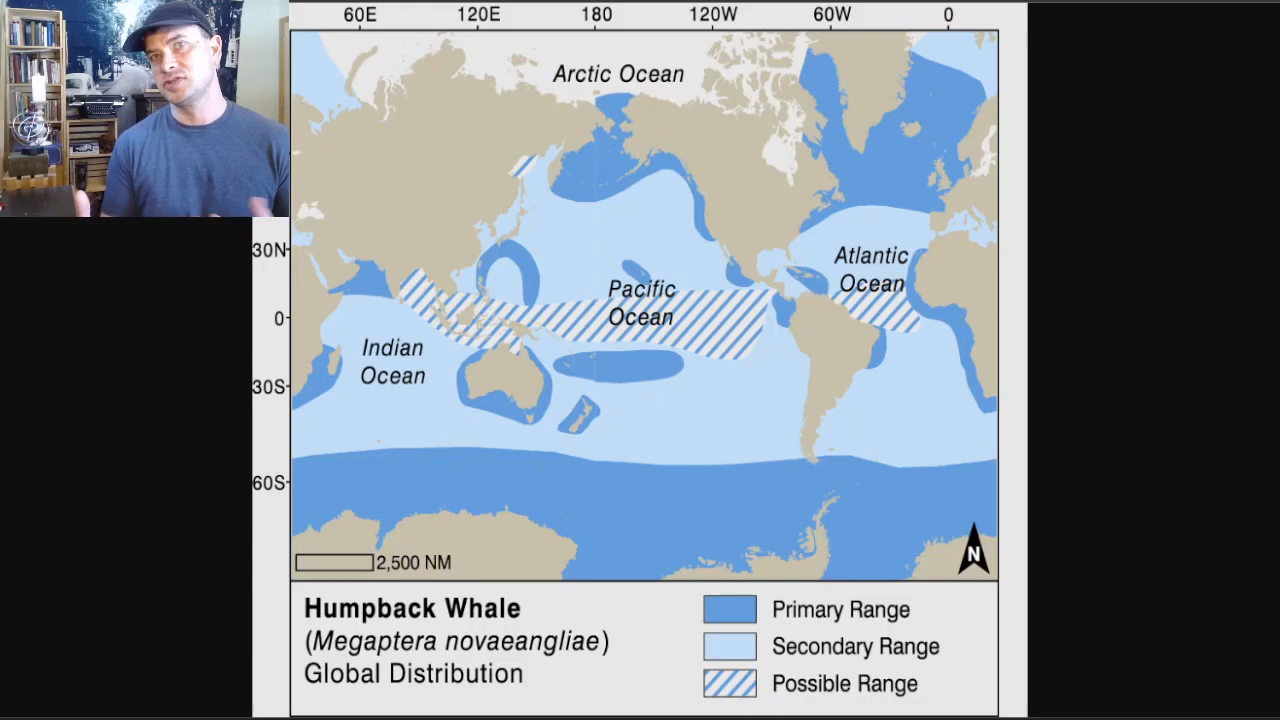 60E 120E 180 120W 60W 0
Arctic Ocean
30N
Atlantic
Ocean
Pacific
Ocean
0
Indian
Ocean
30S
60S
2,500 NM
N
Humpback Whale
(Megaptera novaeangliae)
Global Distribution
Primary Range
Secondary Range
Possible Range